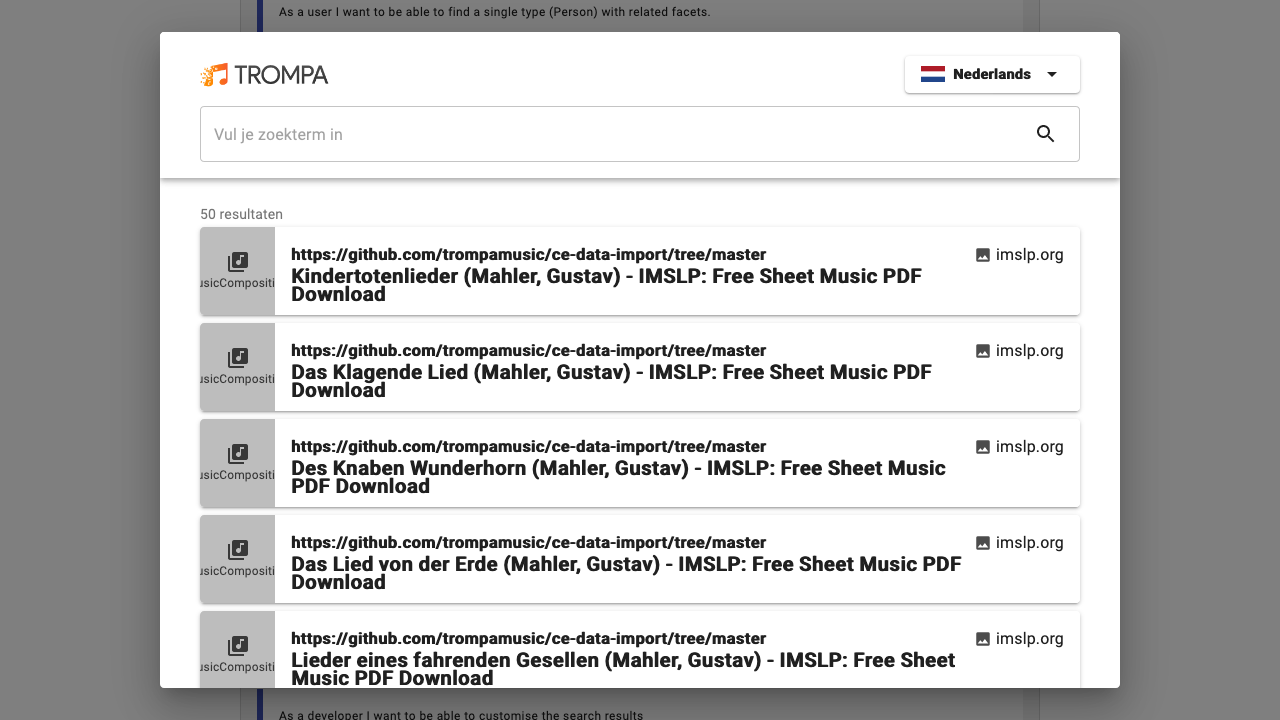 As a user I want to be able to find a single type (Person) with related facets.
TROMPA
Nederlands
Vul je zoekterm in
50 resultaten
usicCompositi
https://github.com/trompamusic/ce-data-import/tree/master
imslp.org
Kindertotenlieder (Mahler, Gustav) - IMSLP: Free Sheet Music PDF
Download
usicCompositi
https://github.com/trompamusic/ce-data-import/tree/master
imslp.org
Das Klagende Lied (Mahler, Gustav) - IMSLP: Free Sheet Music PDF
Download
usicCompositi
https://github.com/trompamusic/ce-data-import/tree/master
imslp.org
Des Knaben Wunderhorn (Mahler, Gustav) - IMSLP: Free Sheet Music
PDF Download
usicCompositi
https://github.com/trompamusic/ce-data-import/tree/master
imslp.org
Das Lied von der Erde (Mahler, Gustav) - IMSLP: Free Sheet Music PDF
Download
usicCompositi
https://github.com/trompamusic/ce-data-import/tree/master
imslp.org
Lieder eines fahrenden Gesellen (Mahler, Gustav) - IMSLP: Free Sheet
Music PDF Download
As a developer I want to be able to customise the search results